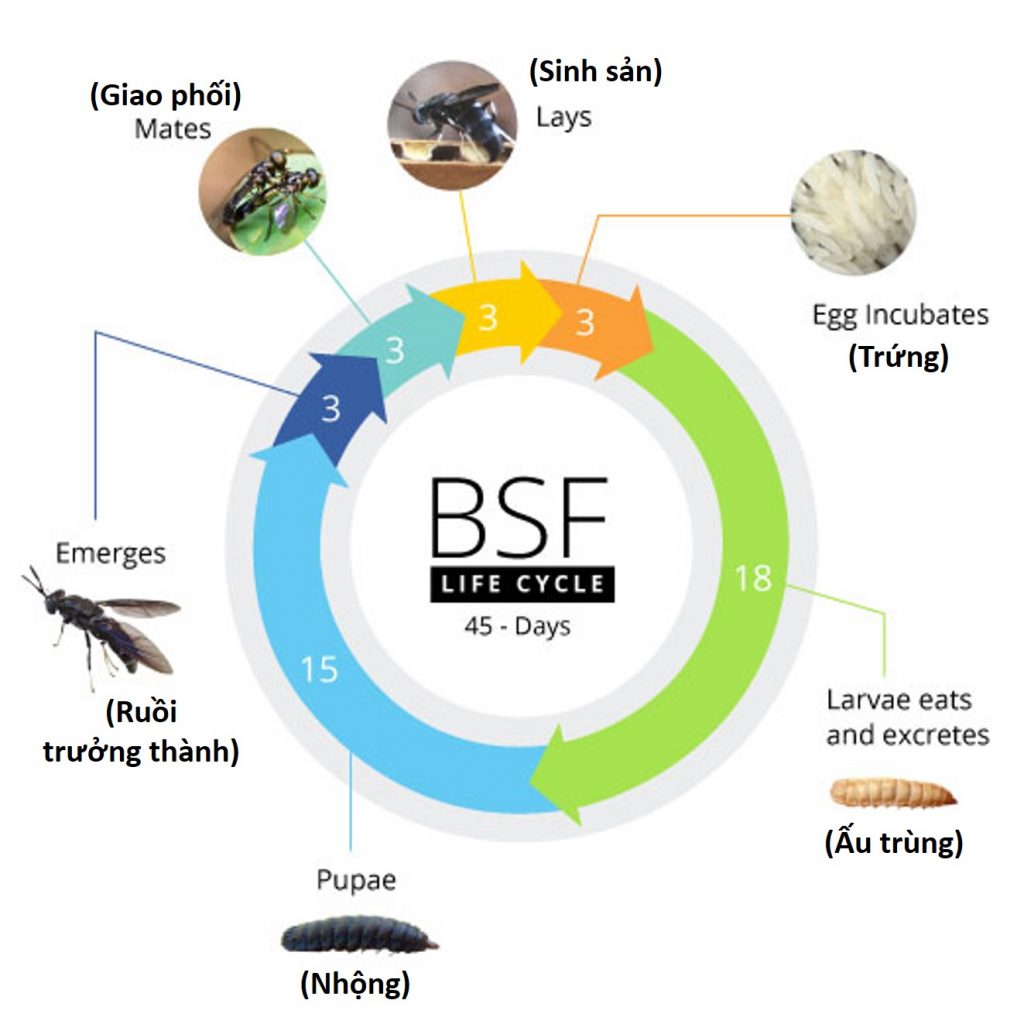 (Giao phối)
Mates
(Sinh sản)
Lays
Egg Incubates
(Trứng)
3
3
3
3
18
15
BSF
LIFE CYCLE
45 - Days
Emerges
(Ruồi
trưởng thành)
Larvae eats
and excretes
(Ấu trùng)
Pupae
(Nhộng)